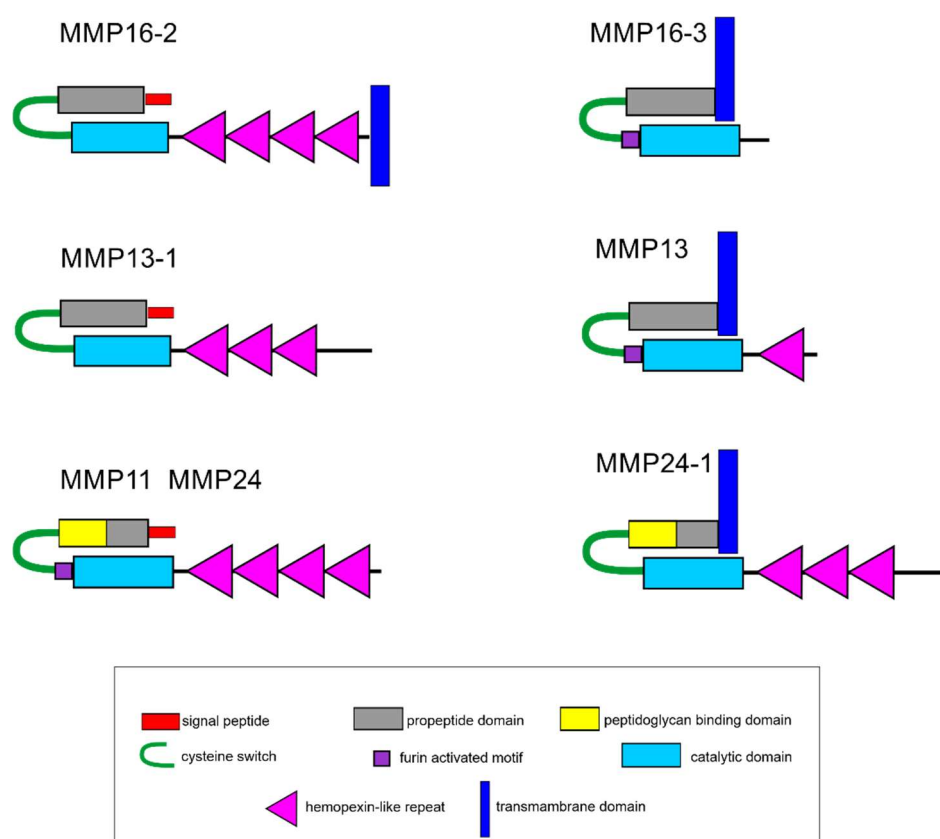 MMP16-2
MMP16-3
MMP13-1
MMP13
MMP11 MMP24
MMP24-1
signal peptide
propeptide domain
peptidoglycan binding domain
cysteine switch
furin activated motif
catalytic domain
hemopexin-like repeat
transmambrane domain